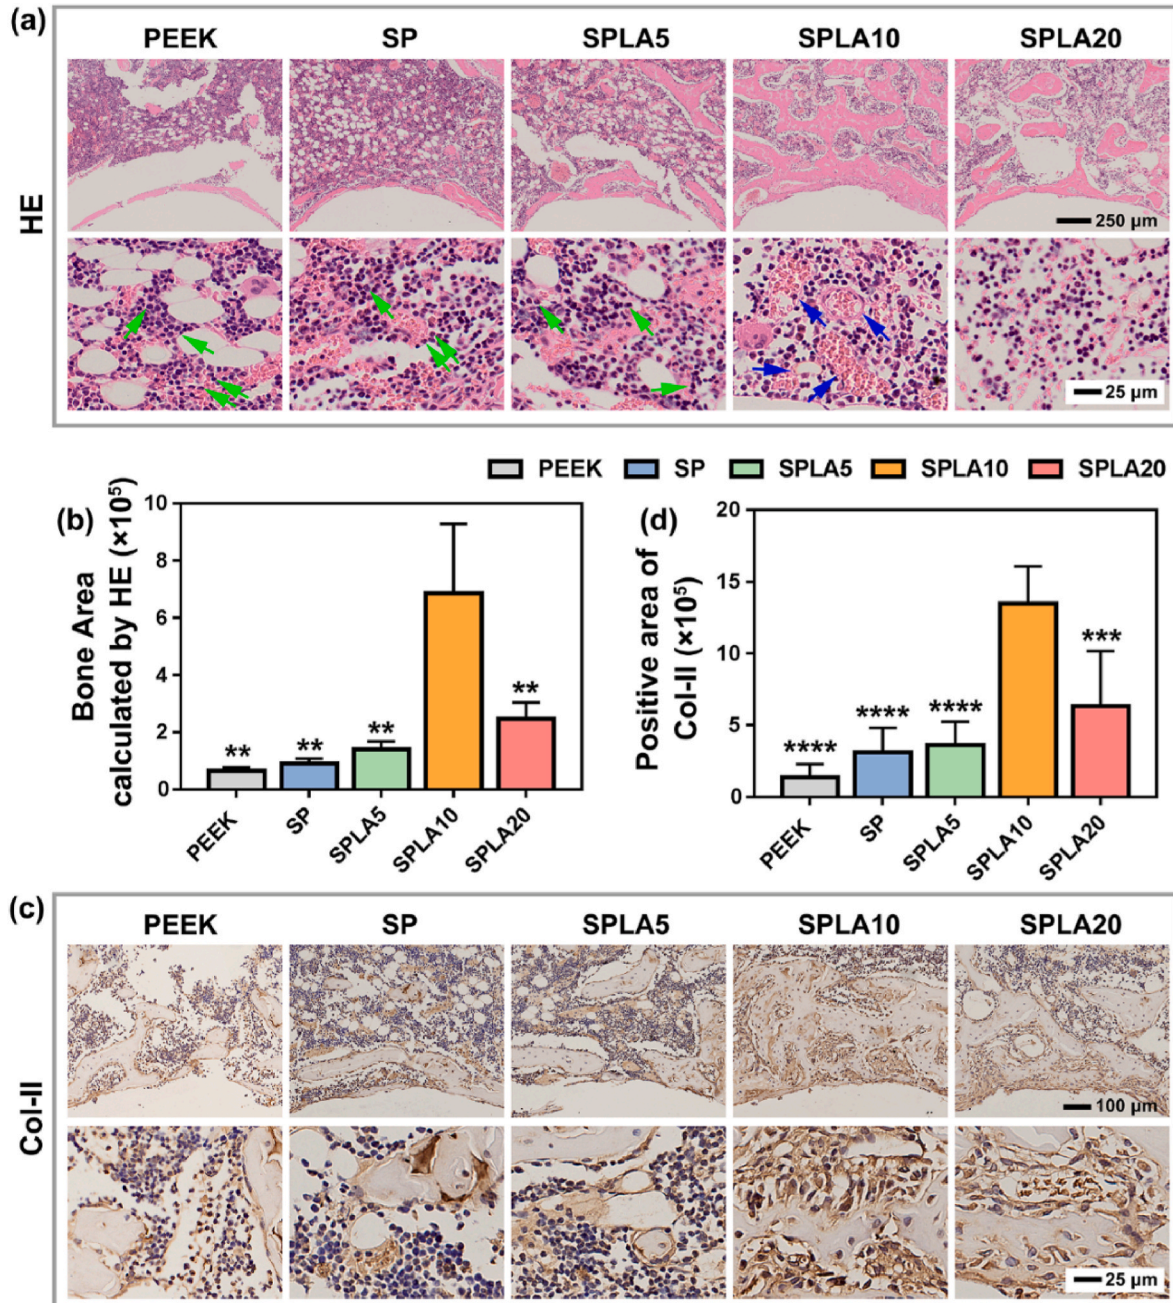 (a)
PEEK SP SPLA5 SPLA10 SPLA20
HE
250 μm
25 μm
PEEK SP SPLA5 SPLA10 SPLA20
(b)
Bone Area
calculated by HE (×10⁵)
10
8
6
4
2
0
** ** ** **
PEEK SP SPLA5 SPLA10 SPLA20
(d)
Positive area of
Col-II (×10⁵)
20
15
10
5
0
**** **** **** ***
PEEK SP SPLA5 SPLA10 SPLA20
(c)
PEEK SP SPLA5 SPLA10 SPLA20
Col-II
100 μm
25 μm